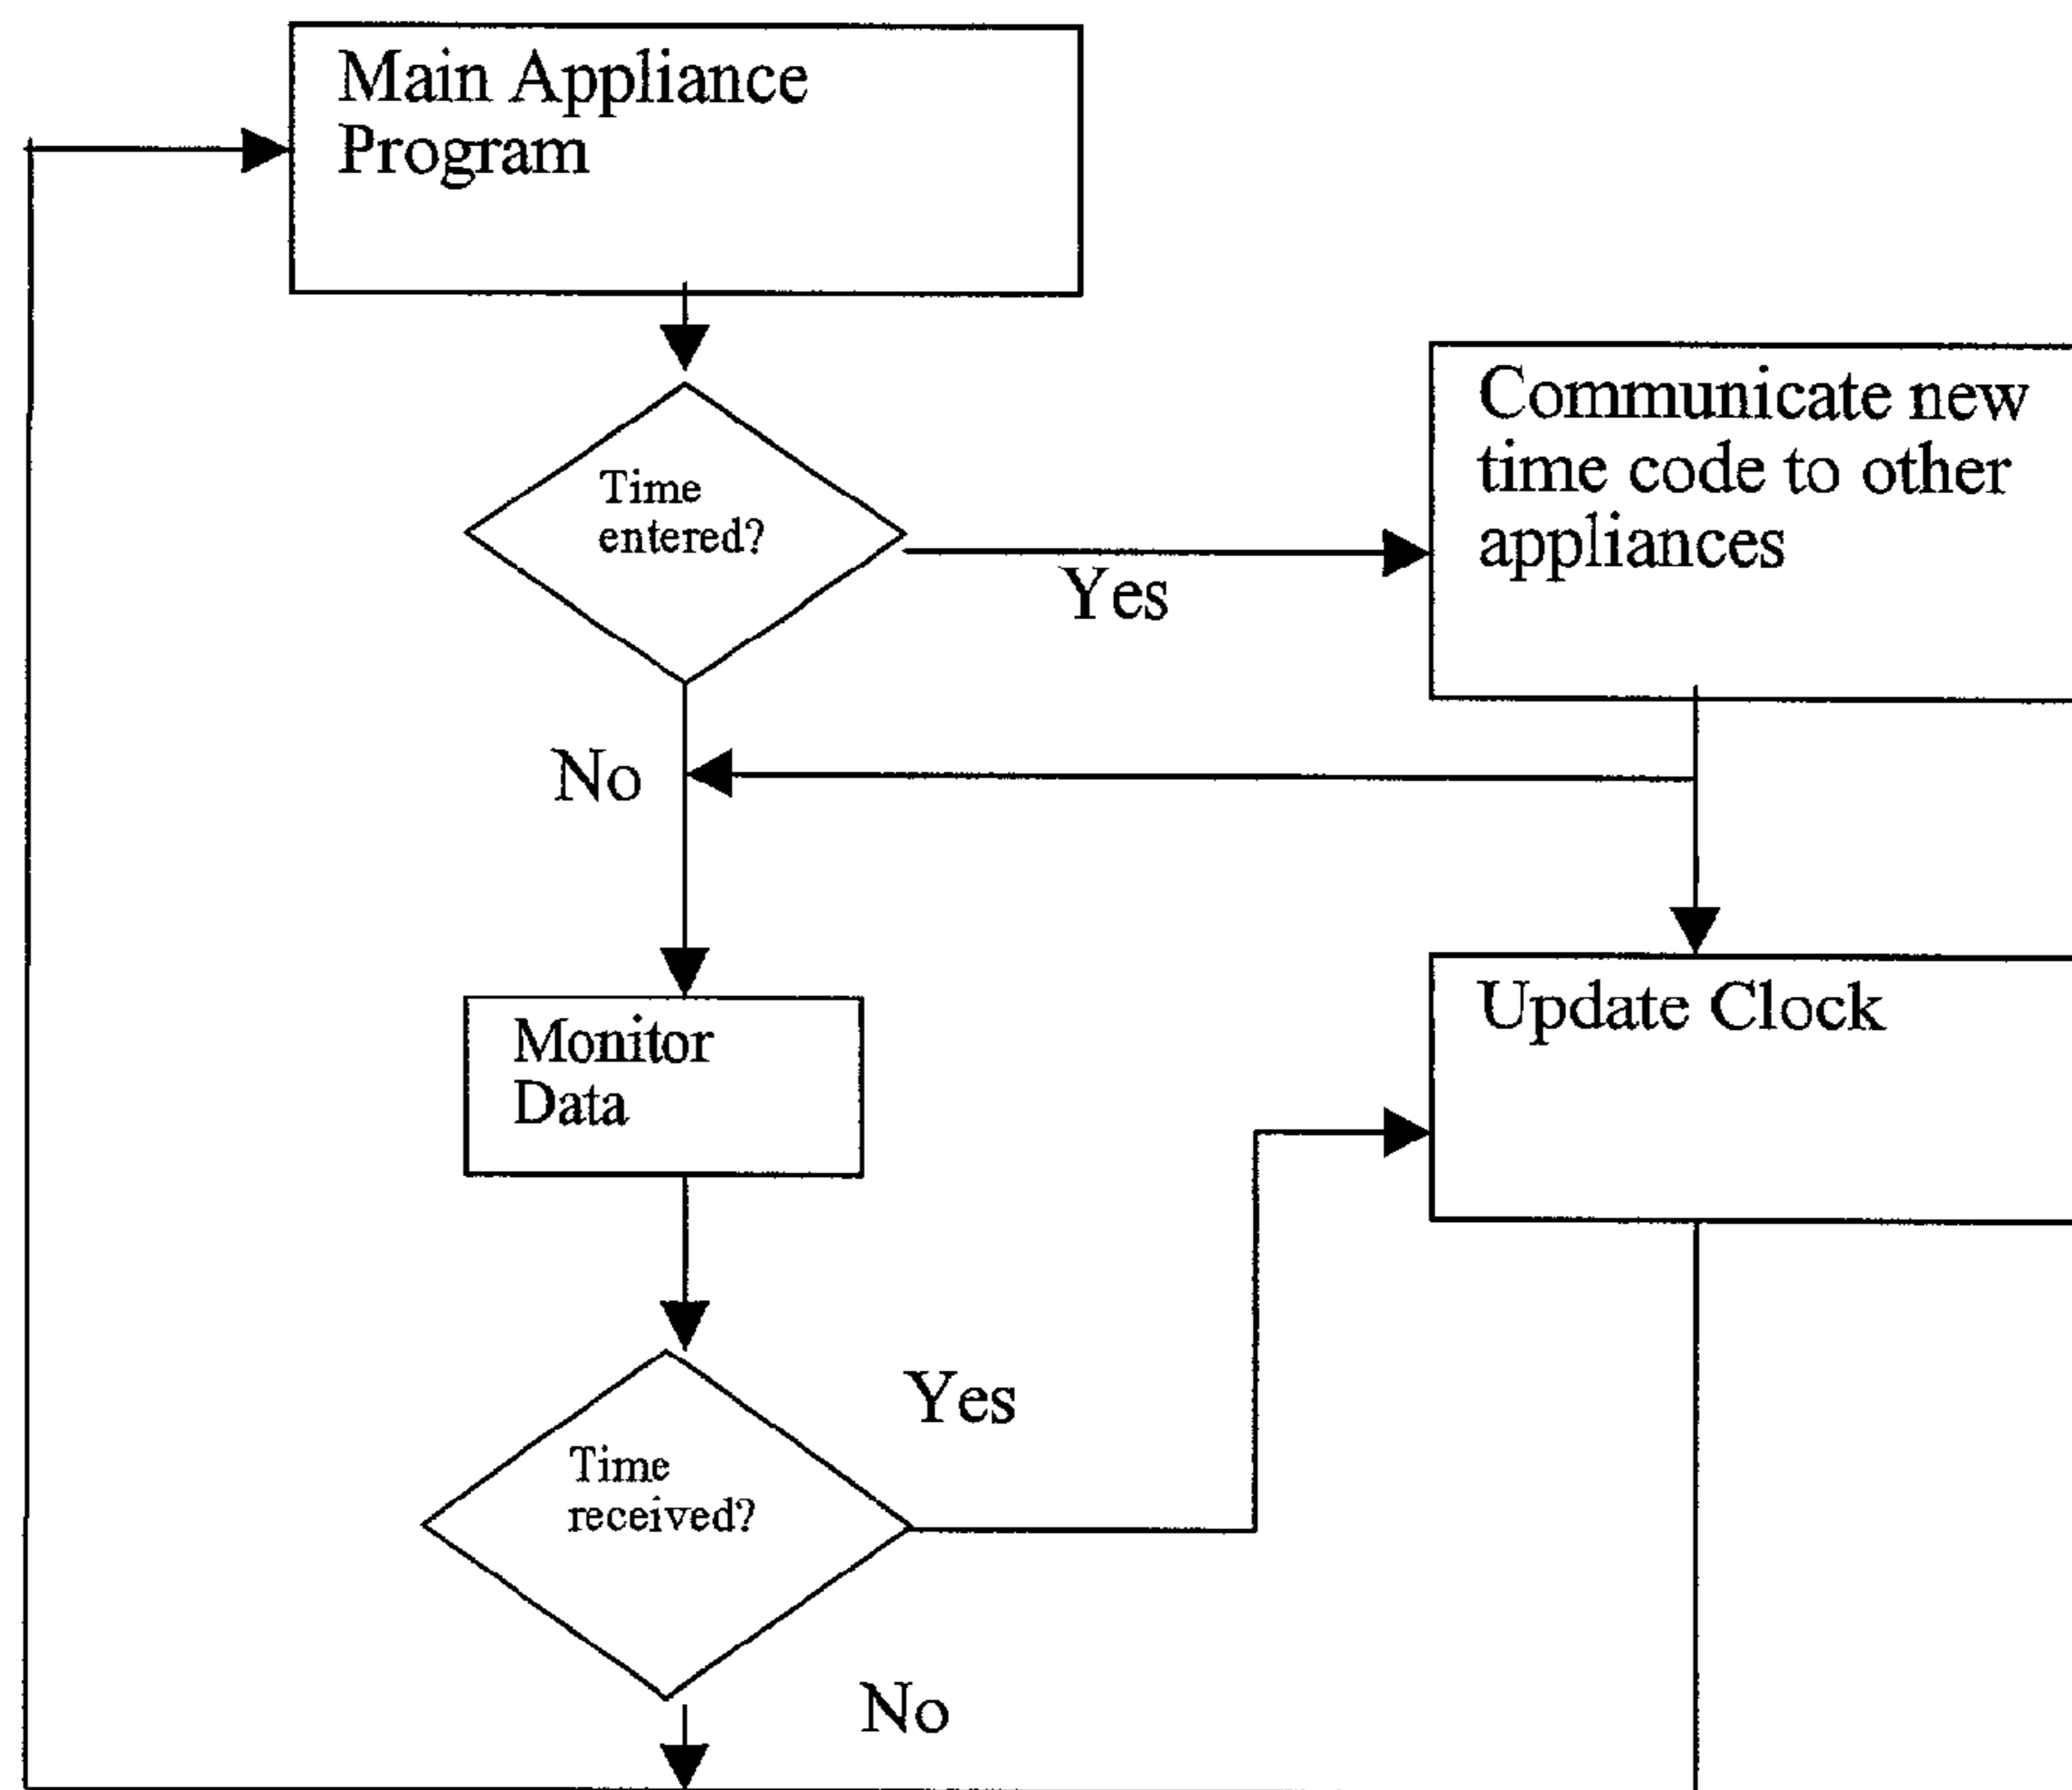 Main Appliance
Program
Time
entered?
Yes
Communicate new
time code to other
appliances
No
Monitor
Data
Update Clock
Time
received?
Yes
No